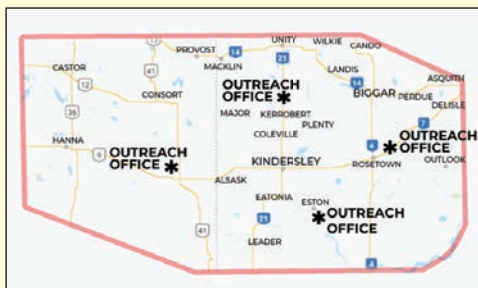 UNITY
WILKIE
CANDO
PROVOST
14
MACKLIN
41
21
CASTOR
12
LANDIS
14
ASQUITH
OUTREACH
OFFICE
BIGGAR
PERDUE
CONSORT
DELISLE
36
MAJOR
KERROBERT
PLENTY
7
COLEVILLE
OUTREACH
OFFICE
HANNA
9
OUTREACH
OFFICE
4
KINDERSLEY
ROSETOWN
OUTLOOK
ALSASK
EATONIA
ESTON
21
OUTREACH
OFFICE
41
LEADER
4